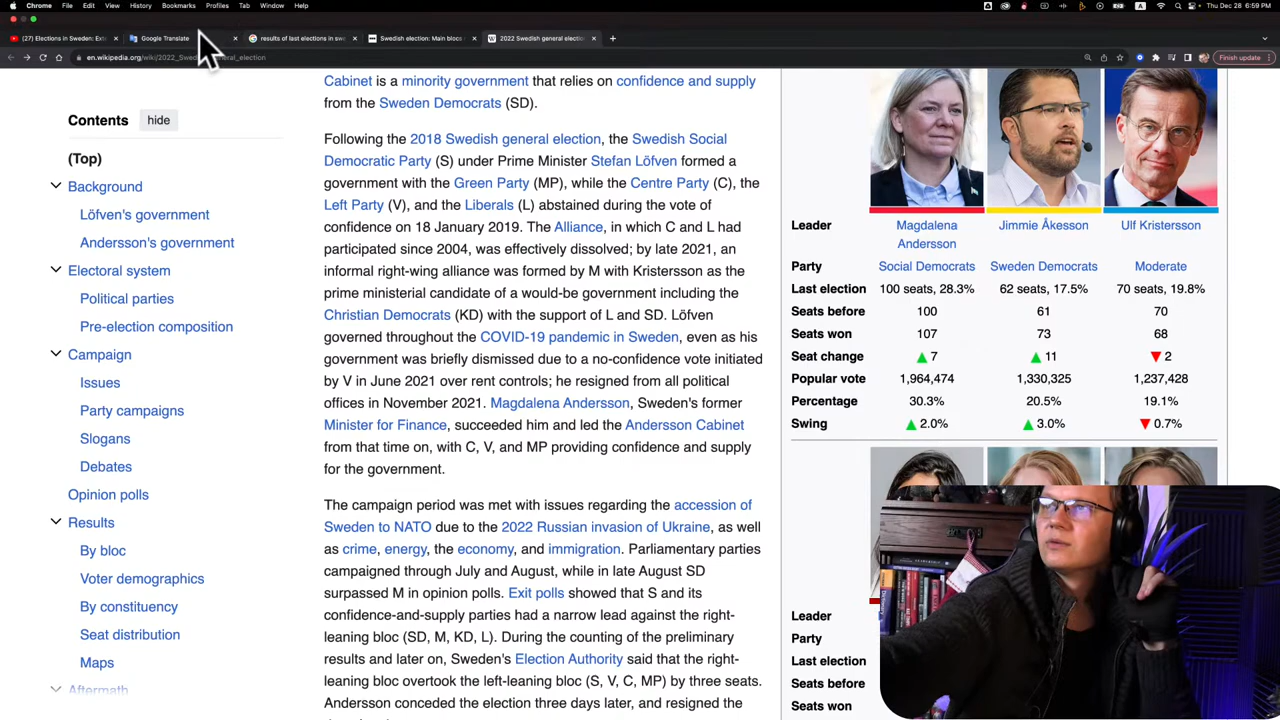 Chrome File Edit View History Bookmarks Profiles Tab Window Help
A Thu Dec 28 6:59 PM
(27) Elections in Sweden: Ext
Google Translate
results of last elections in swe
Swedish election: Main blocs n
2022 Swedish general electio
Finish update
Contents hide
(Top)
Background
Löfven's government
Andersson's government
Electoral system
Political parties
Pre-election composition
Campaign
Issues
Party campaigns
Slogans
Debates
Opinion polls
Results
By bloc
Voter demographics
By constituency
Seat distribution
Maps
Aftermath
Cabinet is a minority government that relies on confidence and supply
from the Sweden Democrats (SD).
Following the 2018 Swedish general election, the Swedish Social
Democratic Party (S) under Prime Minister Stefan Löfven formed a
government with the Green Party (MP), while the Centre Party (C), the
Left Party (V), and the Liberals (L) abstained during the vote of
confidence on 18 January 2019. The Alliance, in which C and L had
participated since 2004, was effectively dissolved; by late 2021, an
informal right-wing alliance was formed by M with Kristersson as the
prime ministerial candidate of a would-be government including the
Christian Democrats (KD) with the support of L and SD. Löfven
governed throughout the COVID-19 pandemic in Sweden, even as his
government was briefly dismissed due to a no-confidence vote initiated
by V in June 2021 over rent controls; he resigned from all political
offices in November 2021. Magdalena Andersson, Sweden's former
Minister for Finance, succeeded him and led the Andersson Cabinet
from that time on, with C, V, and MP providing confidence and supply
for the government.
The campaign period was met with issues regarding the accession of
Sweden to NATO due to the 2022 Russian invasion of Ukraine, as well
as crime, energy, the economy, and immigration. Parliamentary parties
campaigned through July and August, while in late August SD
surpassed M in opinion polls. Exit polls showed that S and its
confidence-and-supply parties had a narrow lead against the right-
leaning bloc (SD, M, KD, L). During the counting of the preliminary
results and later on, Sweden's Election Authority said that the right-
leaning bloc overtook the left-leaning bloc (S, V, C, MP) by three seats.
Andersson conceded the election three days later, and resigned the
Leader Magdalena Andersson Jimmie Åkesson Ulf Kristersson
Party Social Democrats Sweden Democrats Moderate
Last election 100 seats, 28.3% 62 seats, 17.5% 70 seats, 19.8%
Seats before 100 61 70
Seats won 107 73 68
Seat change ▲ 7 ▲ 11 ▼ 2
Popular vote 1,964,474 1,330,325 1,237,428
Percentage 30.3% 20.5% 19.1%
Swing ▲ 2.0% ▲ 3.0% ▼ 0.7%
Leader
Party
Last election
Seats before
Seats won